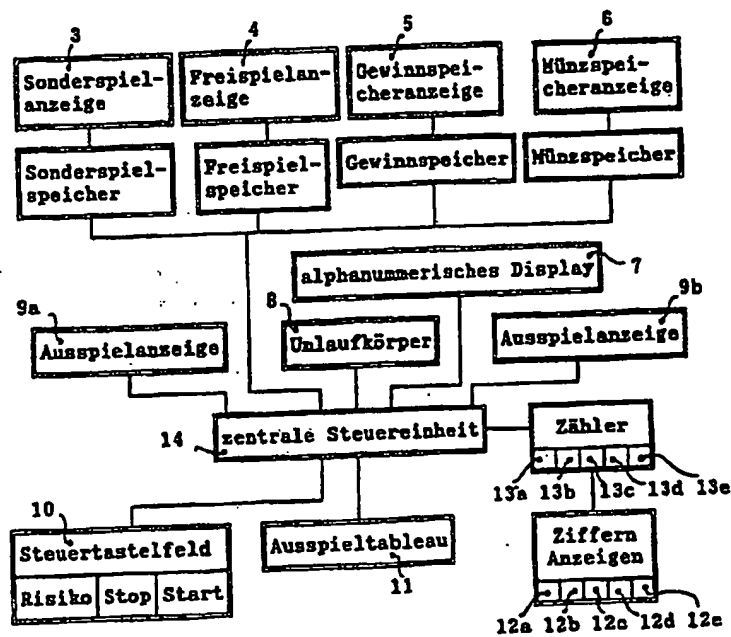 3
4
5
6
Sonderspiel-
anzeige
Freispielan-
zeige
Gewinnspei-
cheranzeige
Münzspei-
cheranzeige
Sonderspiel-
speicher
Freispiel-
speicher
Gewinnspeicher
Münzspeicher
alphanummerisches Display
7
9a
8
9b
Ausspielanzeige
Umlaufkörper
Ausspielanzeige
14
zentrale Steuereinheit
Zähler
13a 13b 13c 13d 13e
10
Steuertastelfeld
Risiko Stop Start
Ausspieltableau
11
Ziffern
Anzeigen
12a 12b 12c 12d 12e